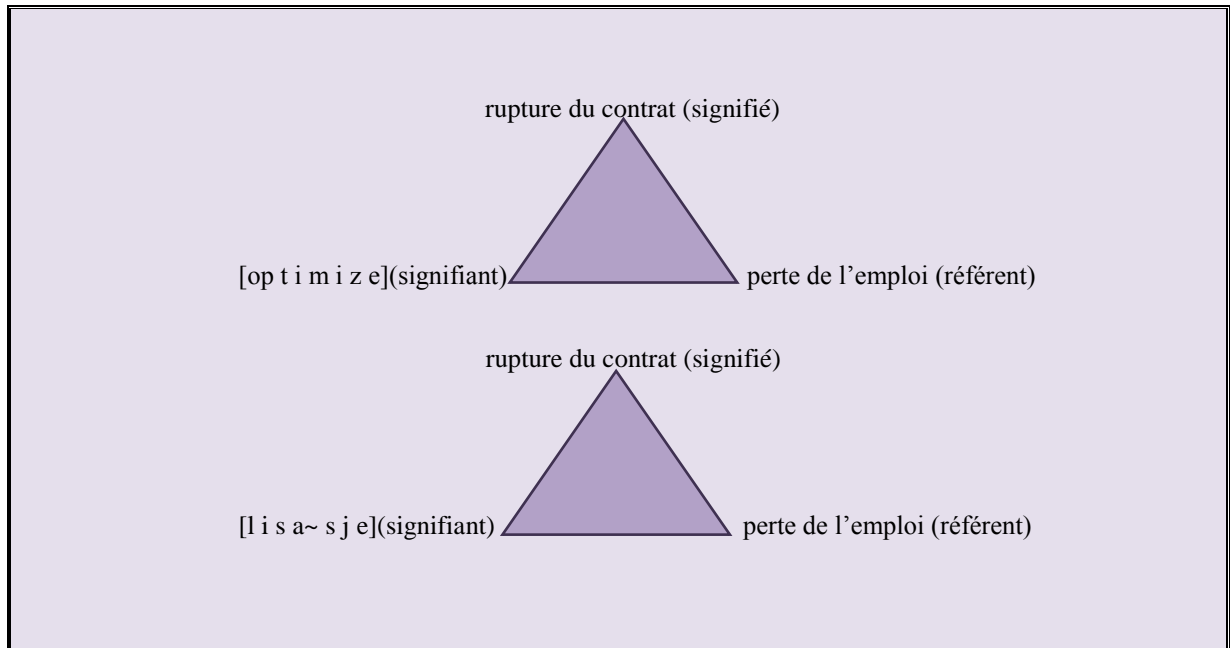 rupture du contrat (signifié)
[op t i m i z e](signifiant) perte de l’emploi (référent)
rupture du contrat (signifié)
[l i s a~ s j e](signifiant) perte de l’emploi (référent)